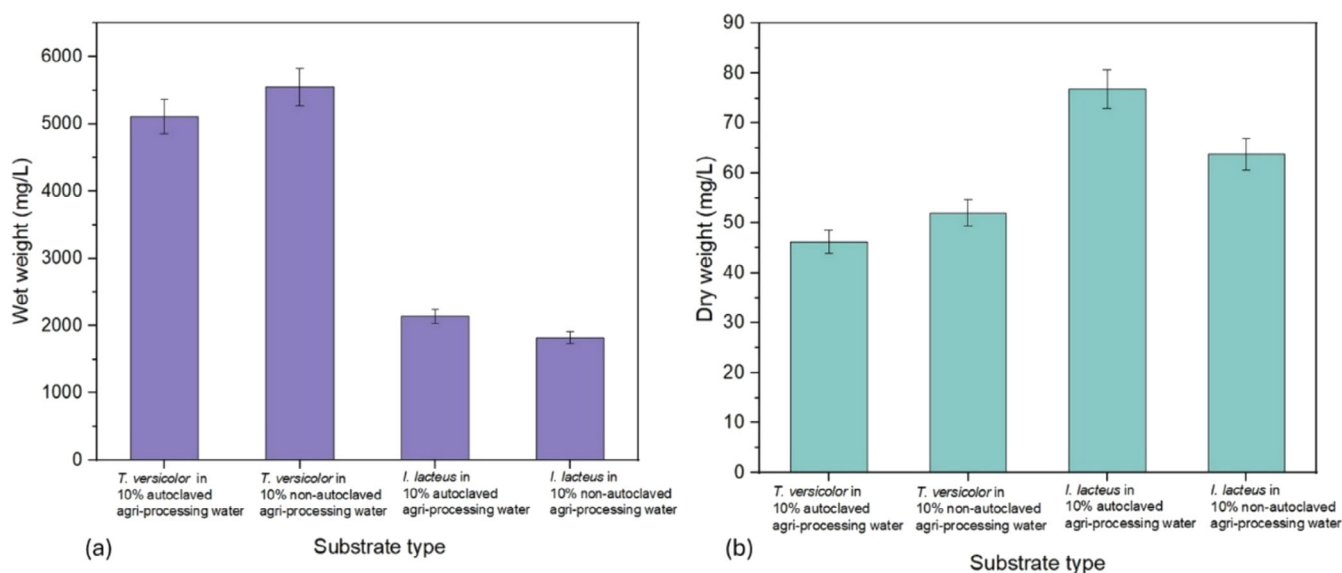 Wet weight (mg/L)
6000
5000
4000
3000
2000
1000
0
T. versicolor in
10% autoclaved
agri-processing water
T. versicolor in
10% non-autoclaved
agri-processing water
I. lacteus in
10% autoclaved
agri-processing water
I. lacteus in
10% non-autoclaved
agri-processing water
(a)
Substrate type
Dry weight (mg/L)
90
80
70
60
50
40
30
20
10
0
T. versicolor in
10% autoclaved
agri-processing water
T. versicolor in
10% non-autoclaved
agri-processing water
I. lacteus in
10% autoclaved
agri-processing water
I. lacteus in
10% non-autoclaved
agri-processing water
(b)
Substrate type